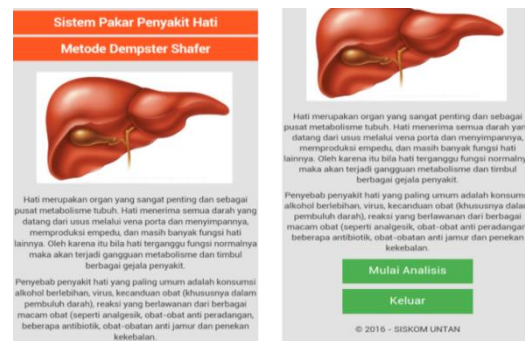 Sistem Pakar Penyakit Hati
Metode Dempster Shafer
Hati merupakan organ yang sangat penting dan sebagai
pusat metabolisme tubuh. Hati menerima semua darah yang
datang dari usus melalui vena porta dan menyimpannya,
memproduksi empedu, dan masih banyak fungsi hati
lainnya. Oleh karena itu bila hati terganggu fungsi normalnya
maka akan terjadi gangguan metabolisme dan timbul
berbagai gejala penyakit.
Penyebab penyakit hati yang paling umum adalah konsumsi
alkohol berlebihan, virus, kecanduan obat (khususnya dalam
pembuluh darah), reaksi yang berlawanan dari berbagai
macam obat (seperti analgesik, obat-obat anti peradangan,
beberapa antibiotik, obat-obatan anti jamur dan penekan
kekebalan.
Hati merupakan organ yang sangat penting dan sebagai
pusat metabolisme tubuh. Hati menerima semua darah yan
datang dari usus melalui vena porta dan menyimpannya,
memproduksi empedu, dan masih banyak fungsi hati
lainnya. Oleh karena itu bila hati terganggu fungsi normalny
maka akan terjadi gangguan metabolisme dan timbul
berbagai gejala penyakit.
Penyebab penyakit hati yang paling umum adalah konsums
alkohol berlebihan, virus, kecanduan obat (khususnya dalan
pembuluh darah), reaksi yang berlawanan dari berbagai
macam obat (seperti analgesik, obat-obat anti peradangan
beberapa antibiotik, obat-obatan anti jamur dan penekan
kekebalan.
Mulai Analisis
Keluar
© 2016 - SISKOM UNTAN